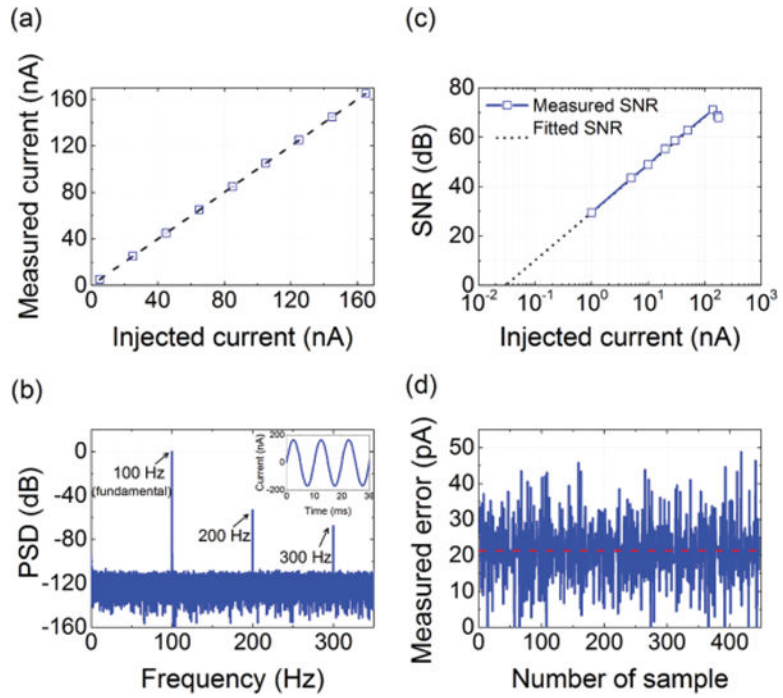 (a)
Measured current (nA)
160
120
80
40
0
0 40 80 120 160
Injected current (nA)
(c)
SNR (dB)
80
60
40
20
0
Measured SNR
Fitted SNR
10⁻² 10⁻¹ 10⁰ 10¹ 10² 10³
Injected current (nA)
(b)
PSD (dB)
0
-40
-80
-120
-160
100 Hz
(fundamental)
200 Hz
300 Hz
Current (nA)
200
0
-200
0 10 20 30
Time (ms)
0 100 200 300
Frequency (Hz)
(d)
Measured error (pA)
50
40
30
20
10
0
0 100 200 300 400
Number of sample